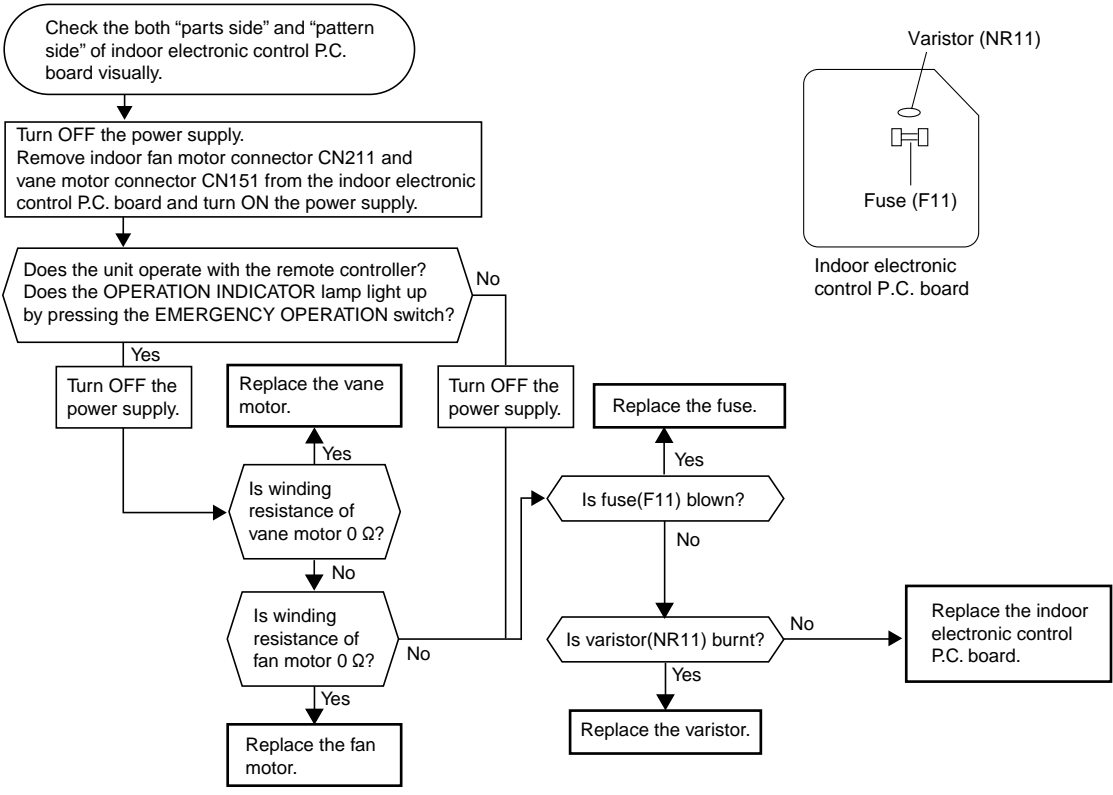 Check the both “parts side” and “pattern
side” of indoor electronic control P.C.
board visually.
Turn OFF the power supply.
Remove indoor fan motor connector CN211 and
vane motor connector CN151 from the indoor electronic
control P.C. board and turn ON the power supply.
Does the unit operate with the remote controller?
Does the OPERATION INDICATOR lamp light up
by pressing the EMERGENCY OPERATION switch?
No
Yes
Turn OFF the
power supply.
Replace the vane
motor.
Yes
Is winding
resistance of
vane motor 0 Ω?
No
Is winding
resistance of
fan motor 0 Ω?
No
Yes
Replace the fan
motor.
Turn OFF the
power supply.
Replace the fuse.
Yes
Is fuse(F11) blown?
No
Is varistor(NR11) burnt?
No
Yes
Replace the varistor.
Replace the indoor
electronic control
P.C. board.
Varistor (NR11)
Fuse (F11)
Indoor electronic
control P.C. board